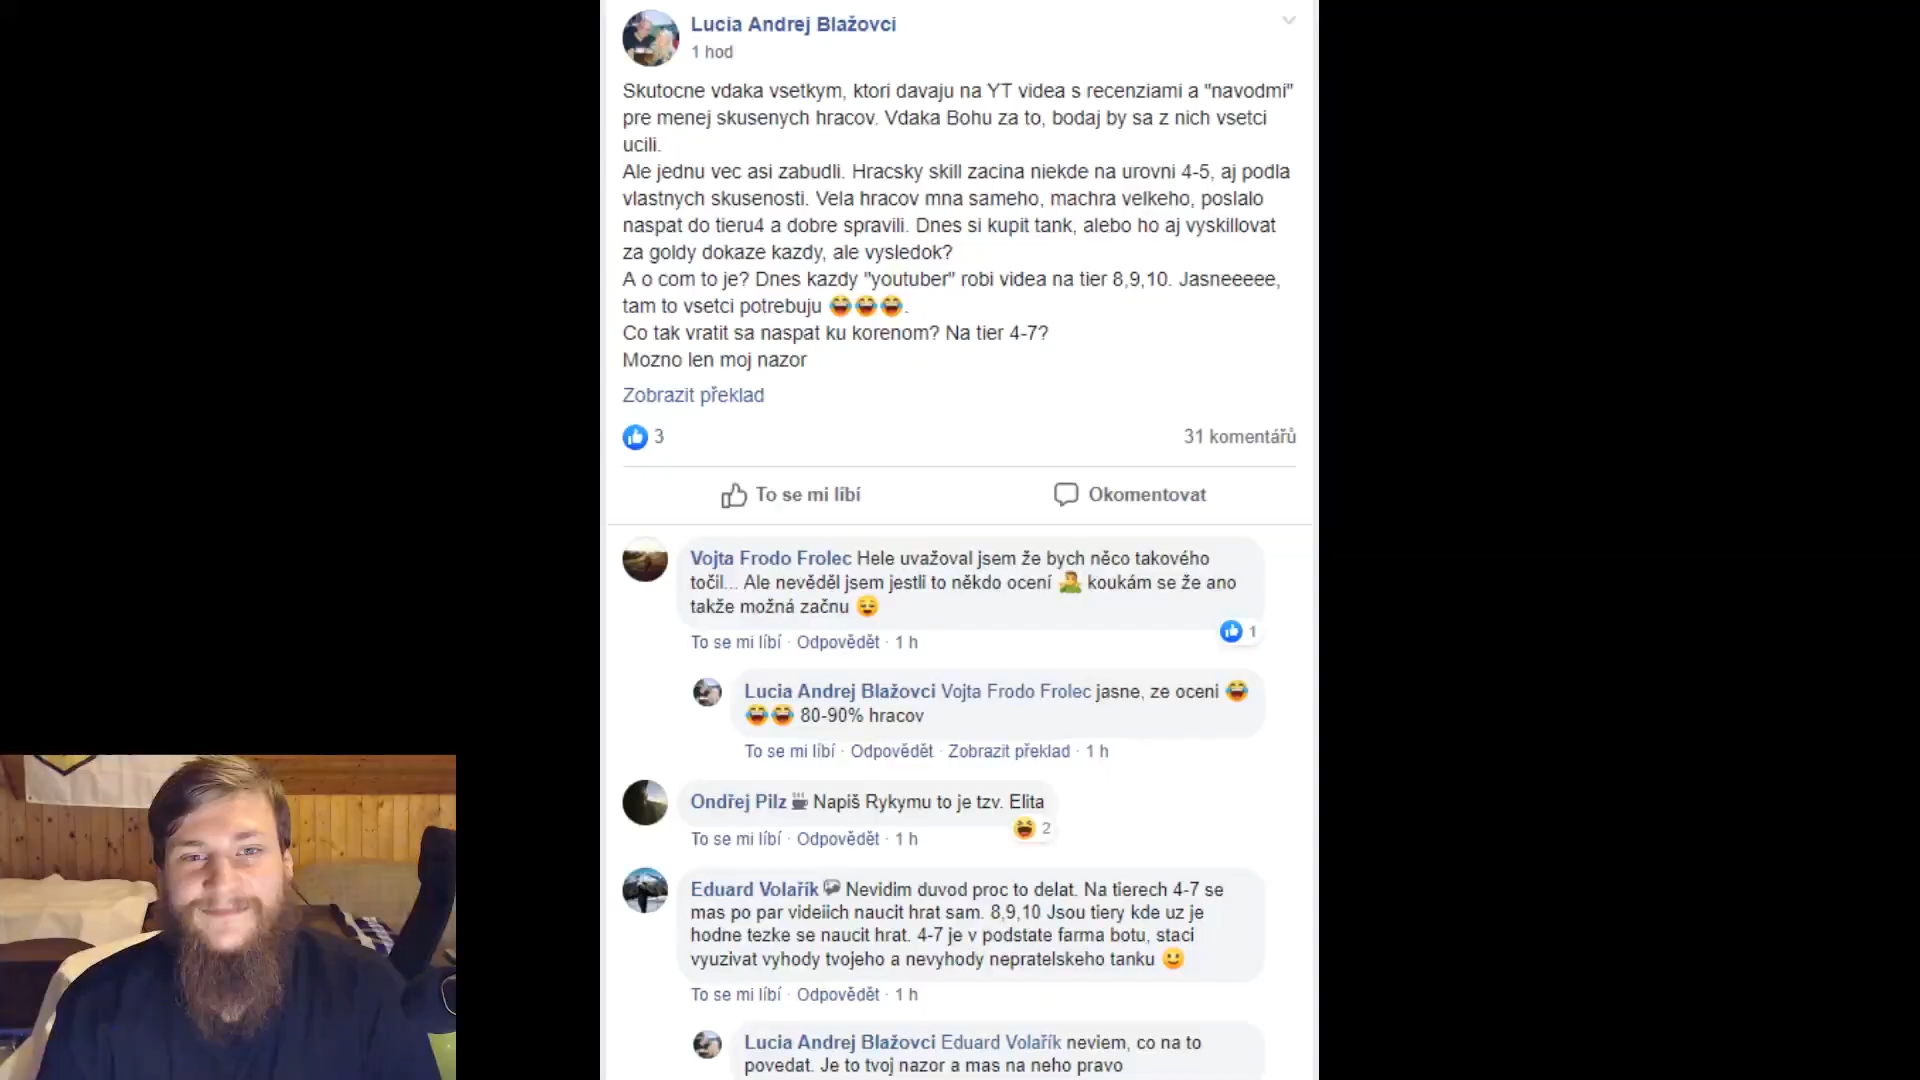 Lucia Andrej Blažovci
1 hod
Skutocne vdaka vsetkym, ktori davaju na YT videa s recenziami a "navodmi"
pre menej skusenych hracov. Vdaka Bohu za to, bodaj by sa z nich vsetci
ucili.
Ale jednu vec asi zabudli. Hracsky skill zacina niekde na urovni 4-5, aj podla
vlastnych skusenosti. Vela hracov mna sameho, machra velkeho, poslalo
naspat do tieru4 a dobre spravili. Dnes si kupit tank, alebo ho aj vyskillovat
za goldy dokaze kazdy, ale vysledok?
A o com to je? Dnes kazdy "youtuber" robi videa na tier 8,9,10. Jasneeeee,
tam to vsetci potrebuju 😂😂😂.
Co tak vratit sa naspat ku korenom? Na tier 4-7?
Mozno len moj nazor
Zobrazit překlad
3
31 komentářů
To se mi líbí
Okomentovat
Vojta Frodo Frolec Hele uvažoval jsem že bych něco takového
točil... Ale nevěděl jsem jestli to někdo ocení 🤷 koukám se že ano
takže možná začnu 😌
1
To se mi líbí · Odpovědět · 1 h
Lucia Andrej Blažovci Vojta Frodo Frolec jasne, ze oceni 😂
😂😂 80-90% hracov
To se mi líbí · Odpovědět · Zobrazit překlad · 1 h
Ondřej Pilz Napiš Rykymu to je tzv. Elita
2
To se mi líbí · Odpovědět · 1 h
Eduard Volařík Nevidim duvod proc to delat. Na tierech 4-7 se
mas po par videiich naucit hrat sam. 8,9,10 Jsou tiery kde uz je
hodne tezke se naucit hrat. 4-7 je v podstate farma botu, staci
vyuzivat vyhody tvojeho a nevyhody nepratelskeho tanku 🙂
To se mi líbí · Odpovědět · 1 h
Lucia Andrej Blažovci Eduard Volařík neviem, co na to
povedat. Je to tvoj nazor a mas na neho pravo